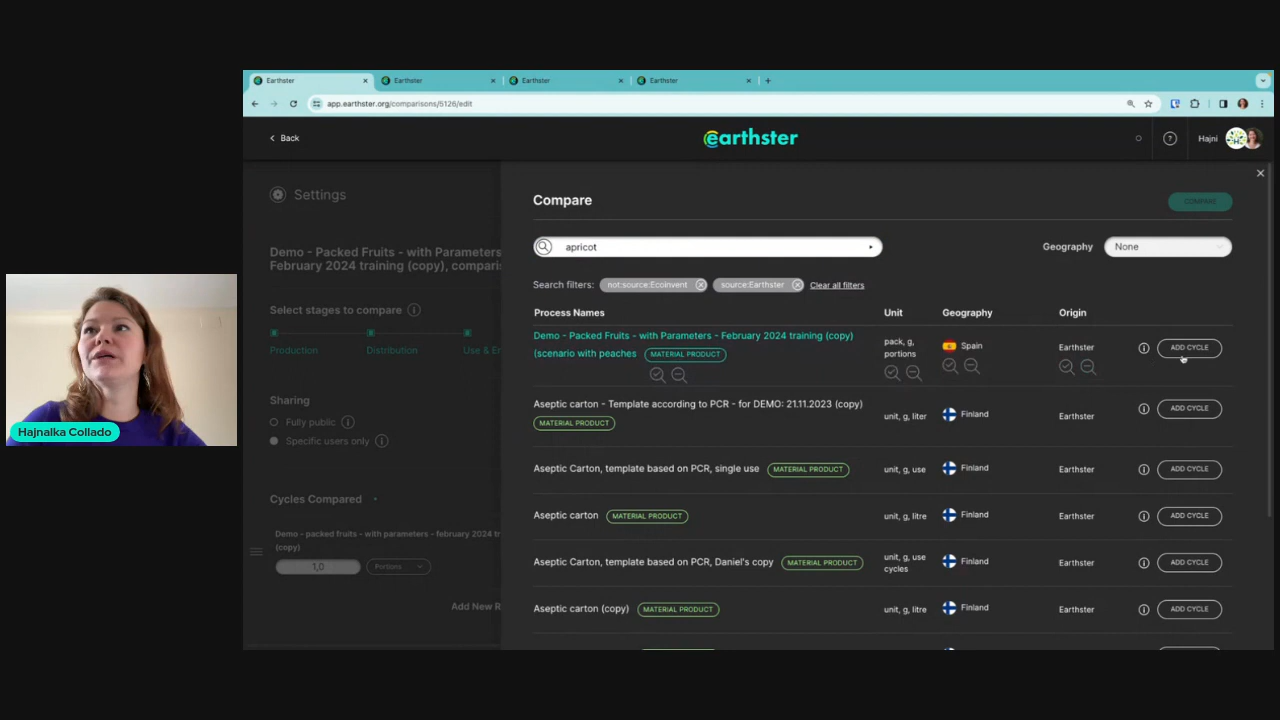 Earthster
Earthster
Earthster
Earthster
app.earthster.org/comparisons/5126/edit
Back
earthster
Hajni
Settings
Demo - Packed Fruits - with Parameters
February 2024 training (copy), comparis
Select stages to compare
Production
Distribution
Use & En
Sharing
Fully public
Specific users only
Cycles Compared
Demo - packed fruits - with parameters - february 2024 tr
(copy)
1,0
Portions
Add New R
Compare
COMPARE
apricot
Geography
None
Search filters:
not:source:Ecoinvent
source:Earthster
Clear all filters
Process Names
Unit
Geography
Origin
Demo - Packed Fruits - with Parameters - February 2024 training (copy)
(scenario with peaches
MATERIAL PRODUCT
pack, g,
portions
Spain
Earthster
ADD CYCLE
Aseptic carton - Template according to PCR - for DEMO: 21.11.2023 (copy)
MATERIAL PRODUCT
unit, g, liter
Finland
Earthster
ADD CYCLE
Aseptic Carton, template based on PCR, single use
MATERIAL PRODUCT
unit, g, use
Finland
Earthster
ADD CYCLE
Aseptic carton
MATERIAL PRODUCT
unit, g, litre
Finland
Earthster
ADD CYCLE
Aseptic Carton, template based on PCR, Daniel's copy
MATERIAL PRODUCT
unit, g, use
cycles
Finland
Earthster
ADD CYCLE
Aseptic carton (copy)
MATERIAL PRODUCT
unit, g, litre
Finland
Earthster
ADD CYCLE
Hajnalka Collado